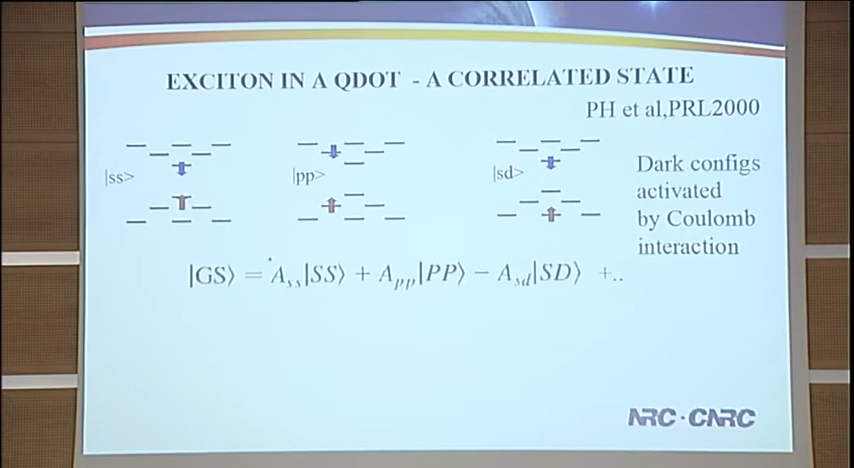 EXCITON IN A QDOT - A CORRELATED STATE
PH et al,PRL2000
|ss>
|pp>
|sd>
Dark configs
activated
by Coulomb
interaction
|GS⟩ = A_ss|SS⟩ + A_pp|PP⟩ − A_sd|SD⟩ +..
NRC·CNRC